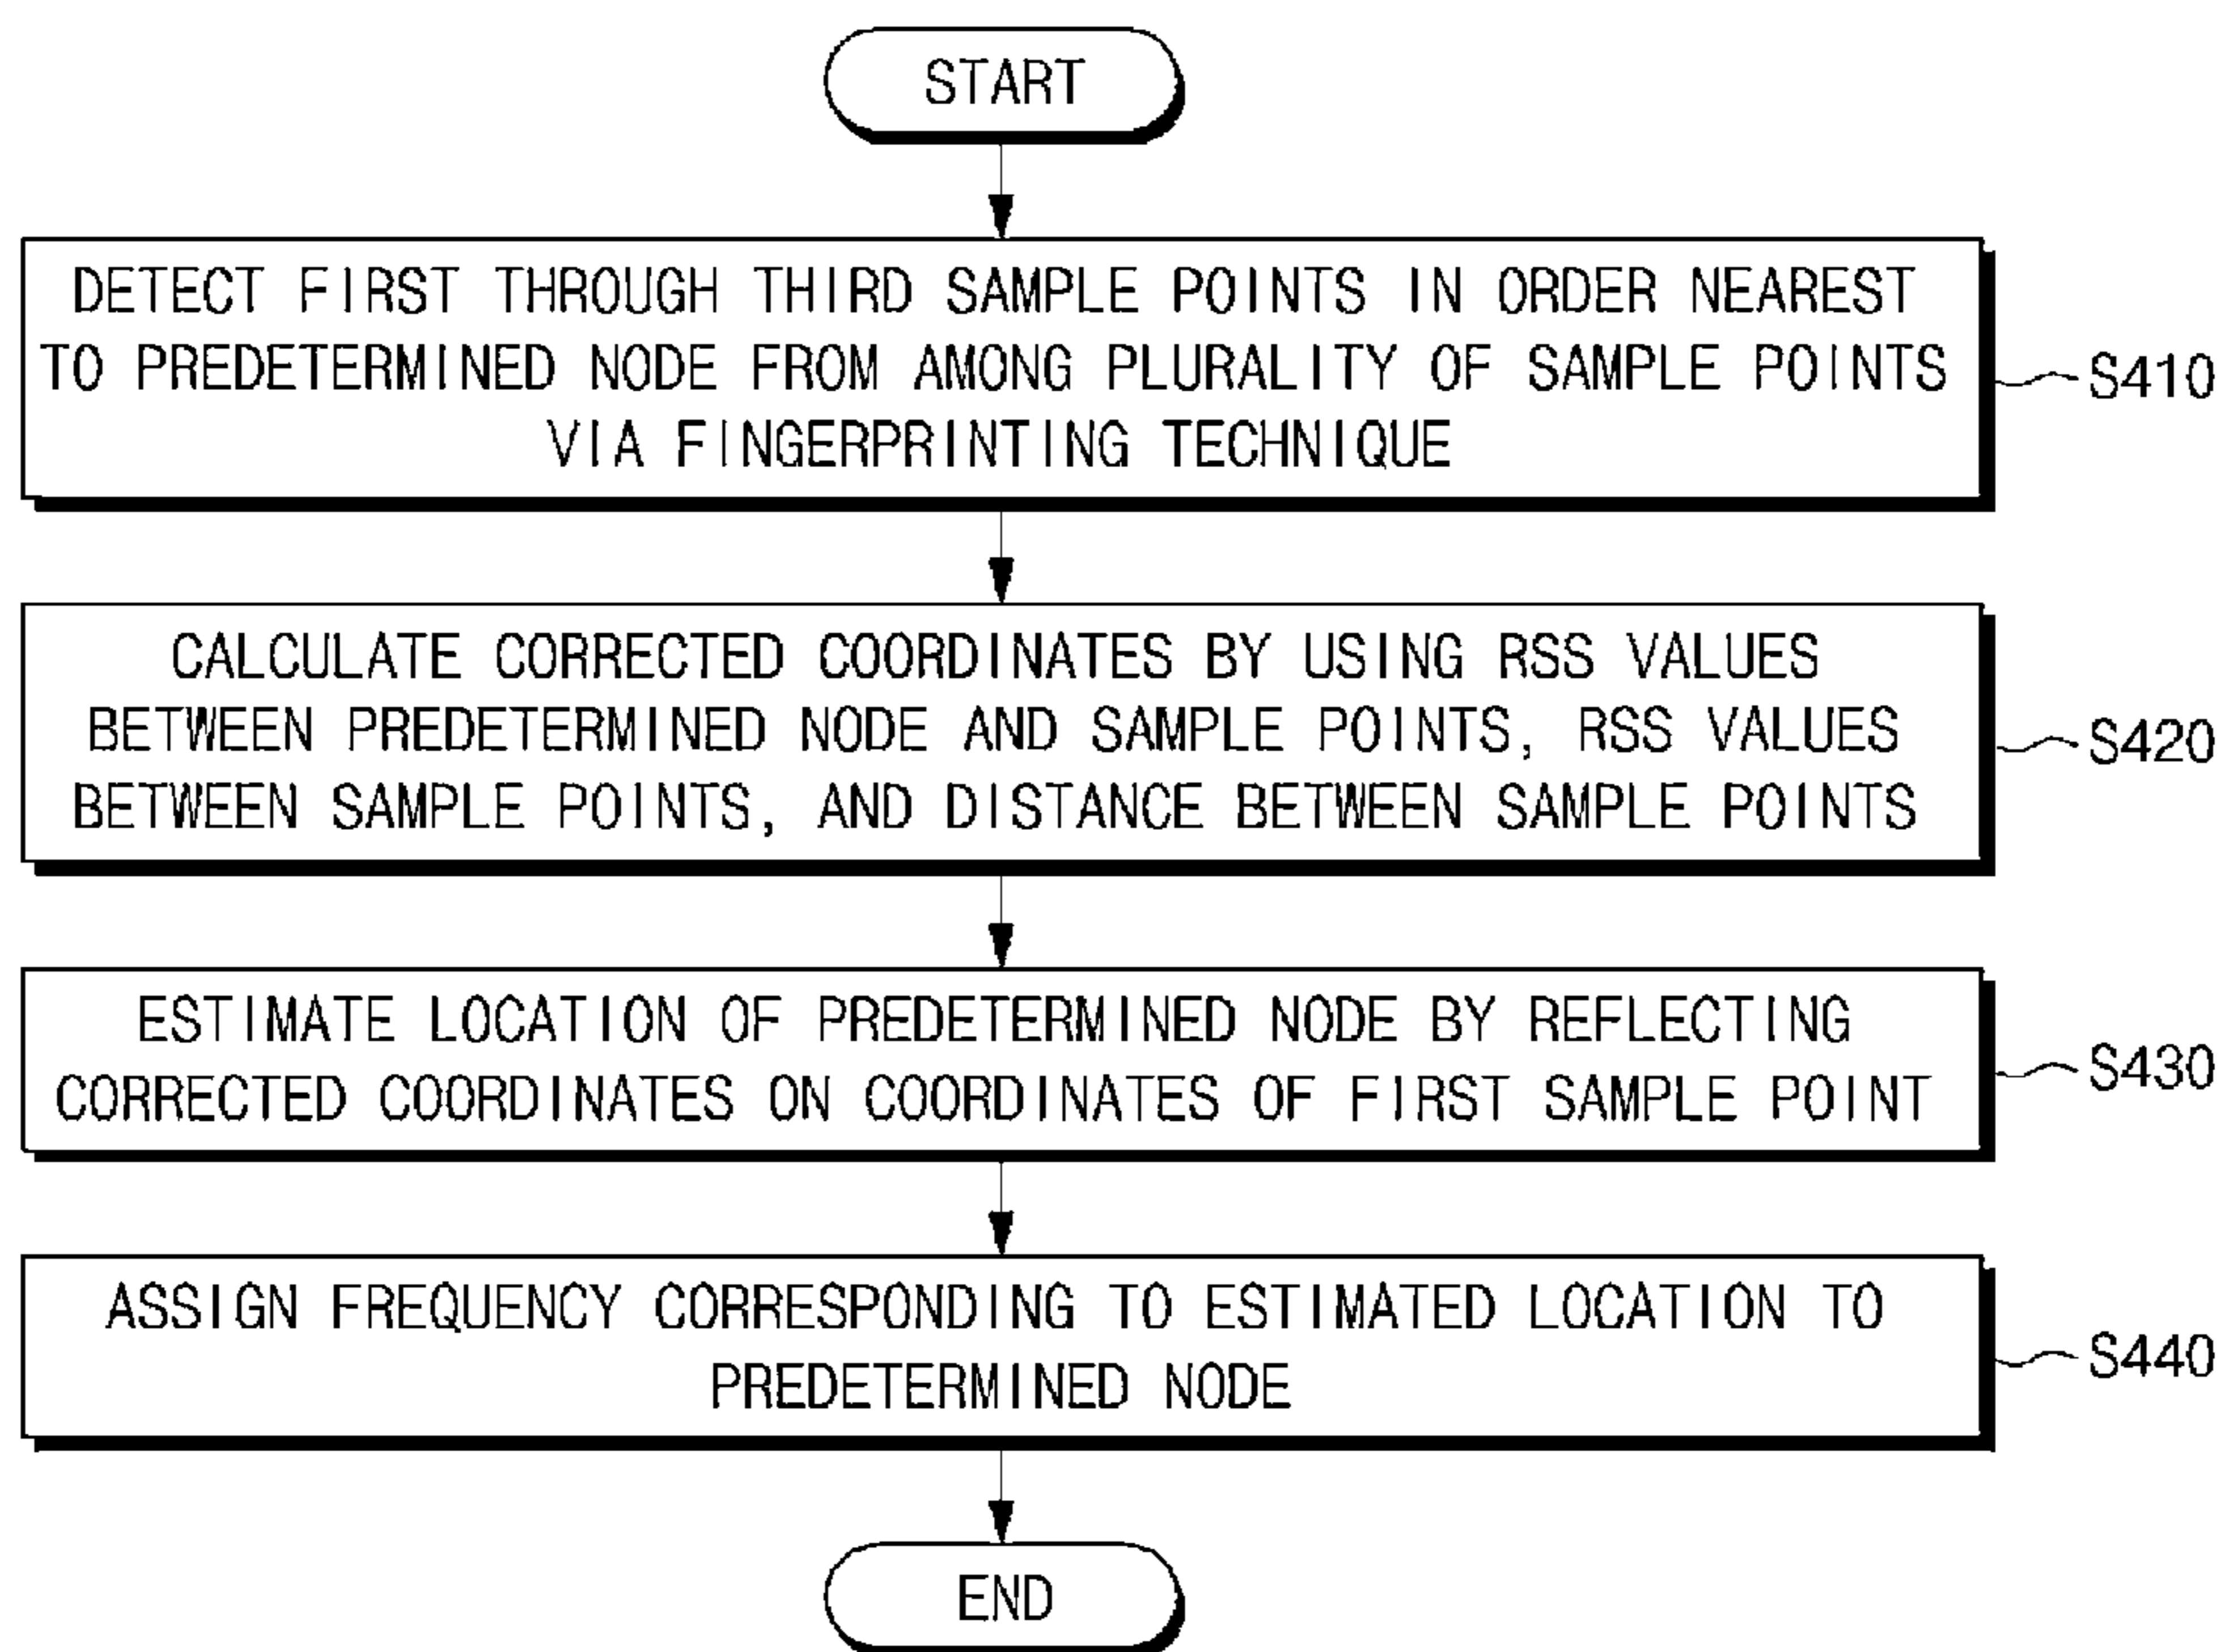 START
DETECT FIRST THROUGH THIRD SAMPLE POINTS IN ORDER NEAREST
TO PREDETERMINED NODE FROM AMONG PLURALITY OF SAMPLE POINTS
VIA FINGERPRINTING TECHNIQUE
S410
CALCULATE CORRECTED COORDINATES BY USING RSS VALUES
BETWEEN PREDETERMINED NODE AND SAMPLE POINTS, RSS VALUES
BETWEEN SAMPLE POINTS, AND DISTANCE BETWEEN SAMPLE POINTS
S420
ESTIMATE LOCATION OF PREDETERMINED NODE BY REFLECTING
CORRECTED COORDINATES ON COORDINATES OF FIRST SAMPLE POINT
S430
ASSIGN FREQUENCY CORRESPONDING TO ESTIMATED LOCATION TO
PREDETERMINED NODE
S440
END